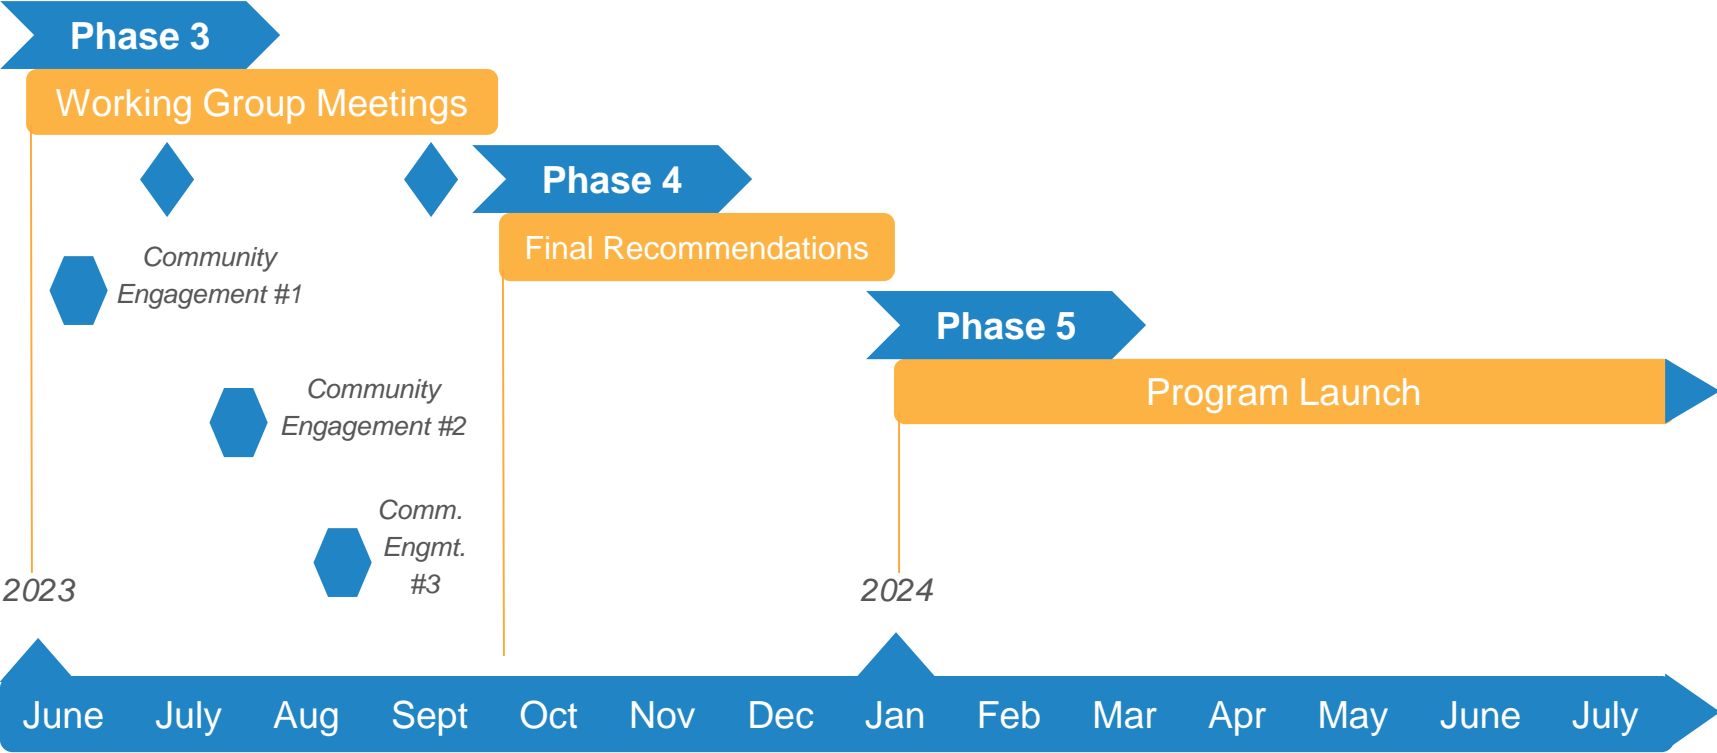 Phase 3
Working Group Meetings
Phase 4
Final Recommendations
Community
Engagement #1
Phase 5
Program Launch
Community
Engagement #2
Comm.
Engmt.
#3
2023
2024
June July Aug Sept Oct Nov Dec Jan Feb Mar Apr May June July